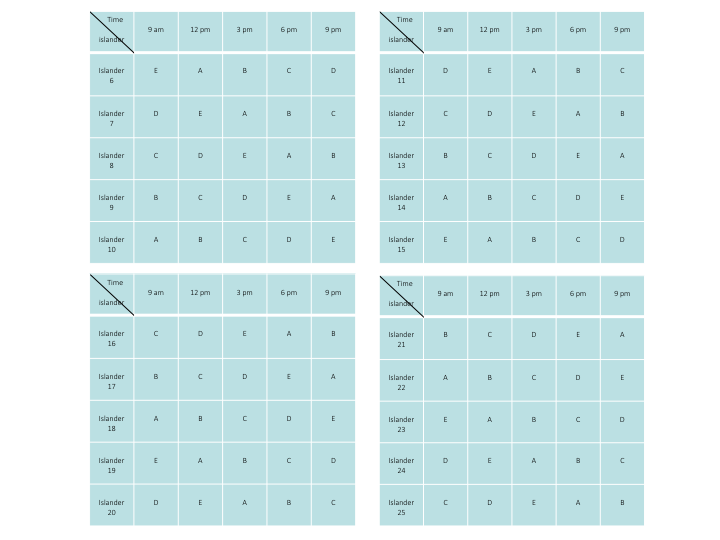 Time
islander
9 am 12 pm 3 pm 6 pm 9 pm
Islander 6 E A B C D
Islander 7 D E A B C
Islander 8 C D E A B
Islander 9 B C D E A
Islander 10 A B C D E
Time
islander
9 am 12 pm 3 pm 6 pm 9 pm
Islander 11 D E A B C
Islander 12 C D E A B
Islander 13 B C D E A
Islander 14 A B C D E
Islander 15 E A B C D
Time
islander
9 am 12 pm 3 pm 6 pm 9 pm
Islander 16 C D E A B
Islander 17 B C D E A
Islander 18 A B C D E
Islander 19 E A B C D
Islander 20 D E A B C
Time
islander
9 am 12 pm 3 pm 6 pm 9 pm
Islander 21 B C D E A
Islander 22 A B C D E
Islander 23 E A B C D
Islander 24 D E A B C
Islander 25 C D E A B